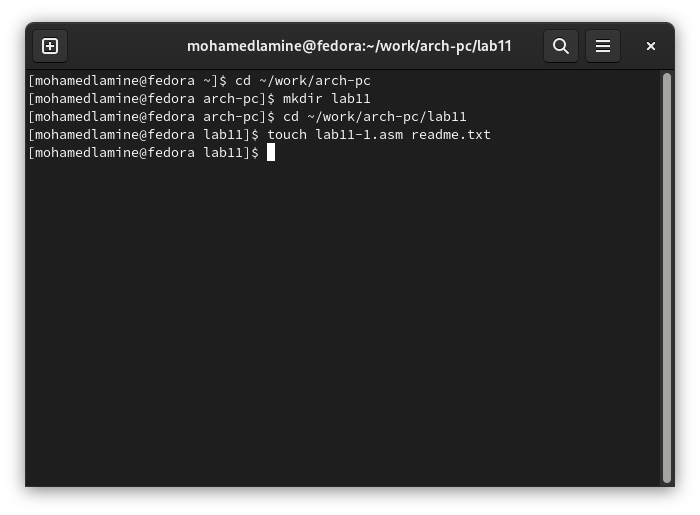 mohamedlamine@fedora:~/work/arch-pc/lab11
[mohamedlamine@fedora ~]$ cd ~/work/arch-pc
[mohamedlamine@fedora arch-pc]$ mkdir lab11
[mohamedlamine@fedora arch-pc]$ cd ~/work/arch-pc/lab11
[mohamedlamine@fedora lab11]$ touch lab11-1.asm readme.txt
[mohamedlamine@fedora lab11]$